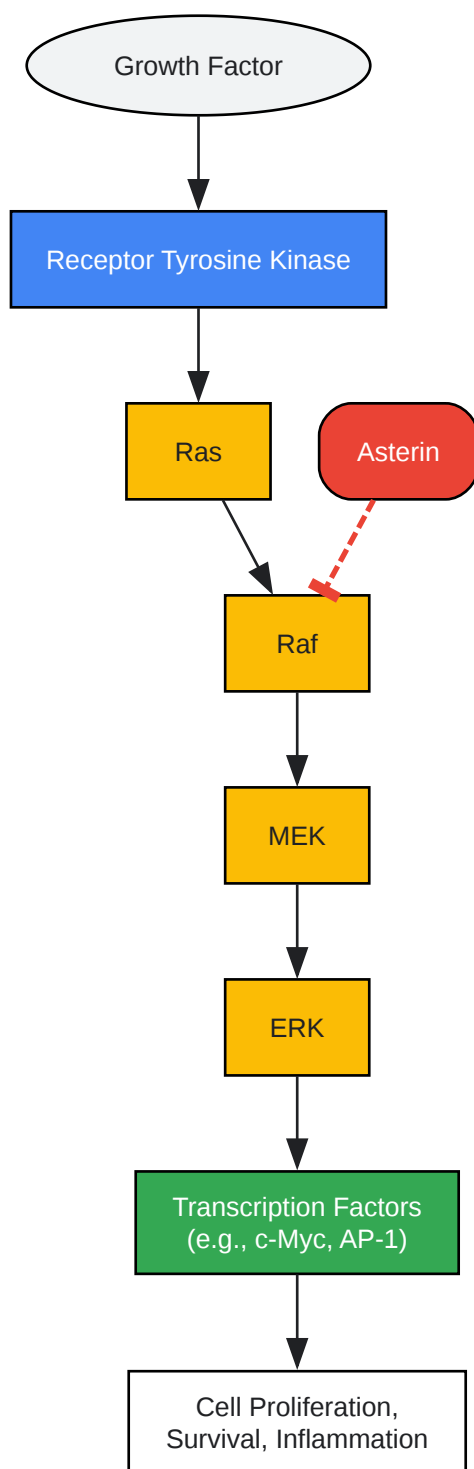 Growth Factor
Receptor Tyrosine Kinase
Ras
Asterin
Raf
MEK
ERK
Transcription Factors
(e.g., c-Myc, AP-1)
Cell Proliferation,
Survival, Inflammation